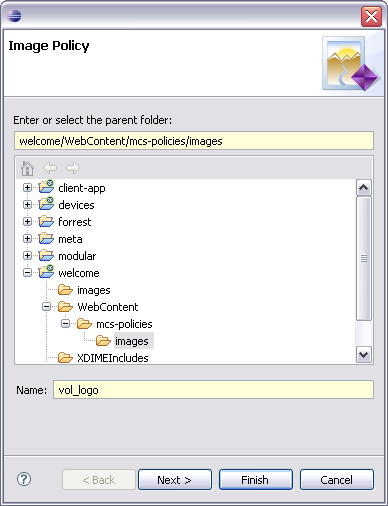 Image Policy
Enter or select the parent folder:
welcome/WebContent/mcs-policies/images
client-app
devices
forrest
meta
modular
welcome
images
WebContent
mcs-policies
images
XDIMEIncludes
Name: vol_logo
? < Back Next > Finish Cancel